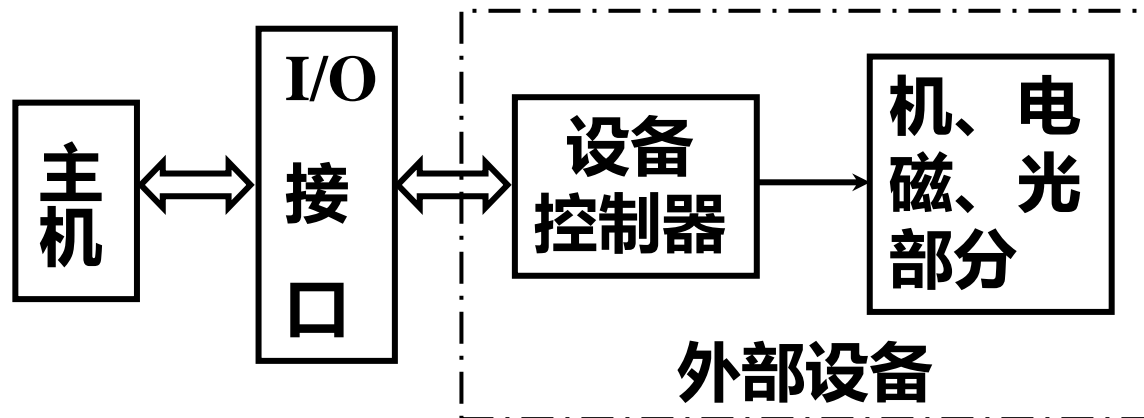 主
机
I/O
接
口
设备
控制器
机、电
磁、光
部分
外部设备